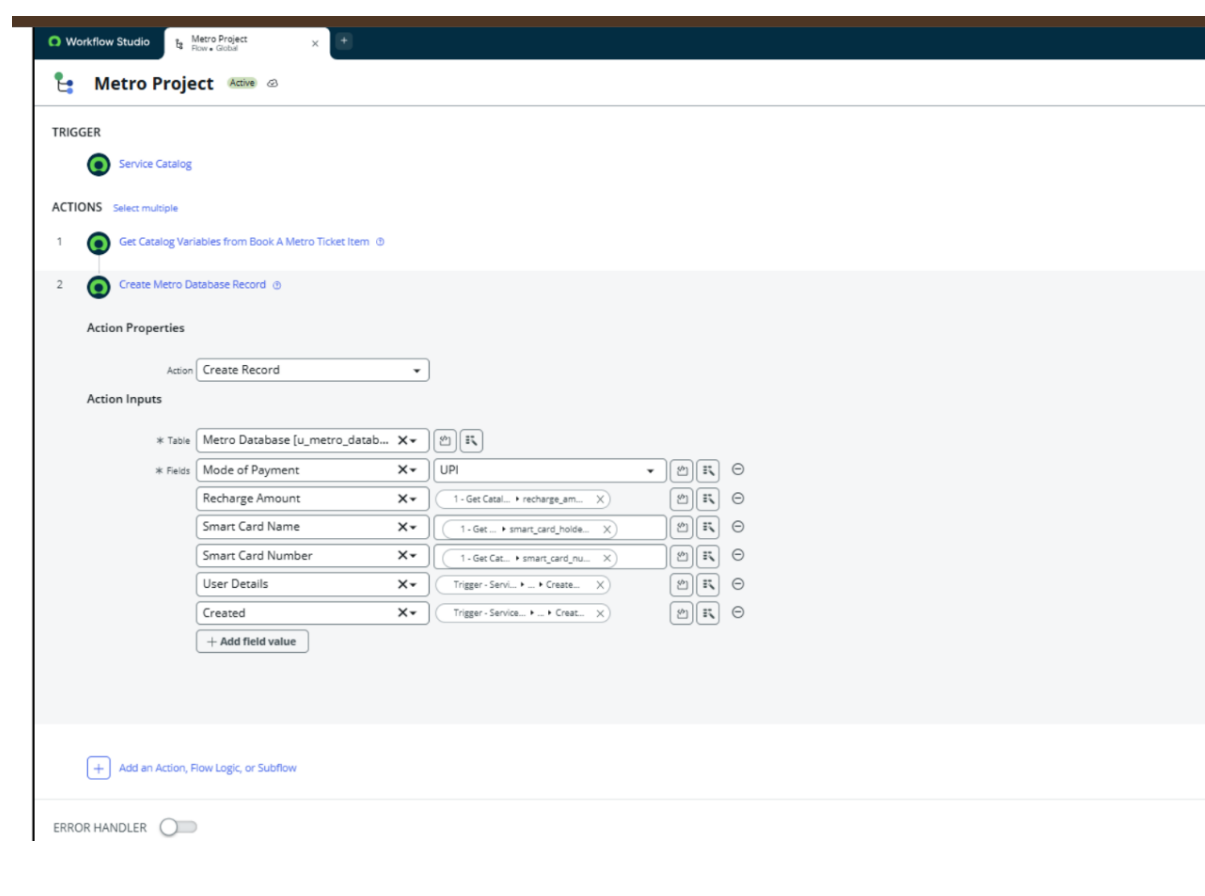 Workflow Studio
Metro Project
Flow • Global
Metro Project Active
TRIGGER
Service Catalog
ACTIONS Select multiple
1 Get Catalog Variables from Book A Metro Ticket Item
2 Create Metro Database Record
Action Properties
Action Create Record
Action Inputs
* Table Metro Database [u_metro_datab...
* Fields Mode of Payment UPI
Recharge Amount 1 - Get Catal... ▸ recharge_am...
Smart Card Name 1 - Get ... ▸ smart_card_holde...
Smart Card Number 1 - Get Cat... ▸ smart_card_nu...
User Details Trigger - Servi... ▸ ... ▸ Create...
Created Trigger - Service... ▸ ... ▸ Creat...
+ Add field value
Add an Action, Flow Logic, or Subflow
ERROR HANDLER